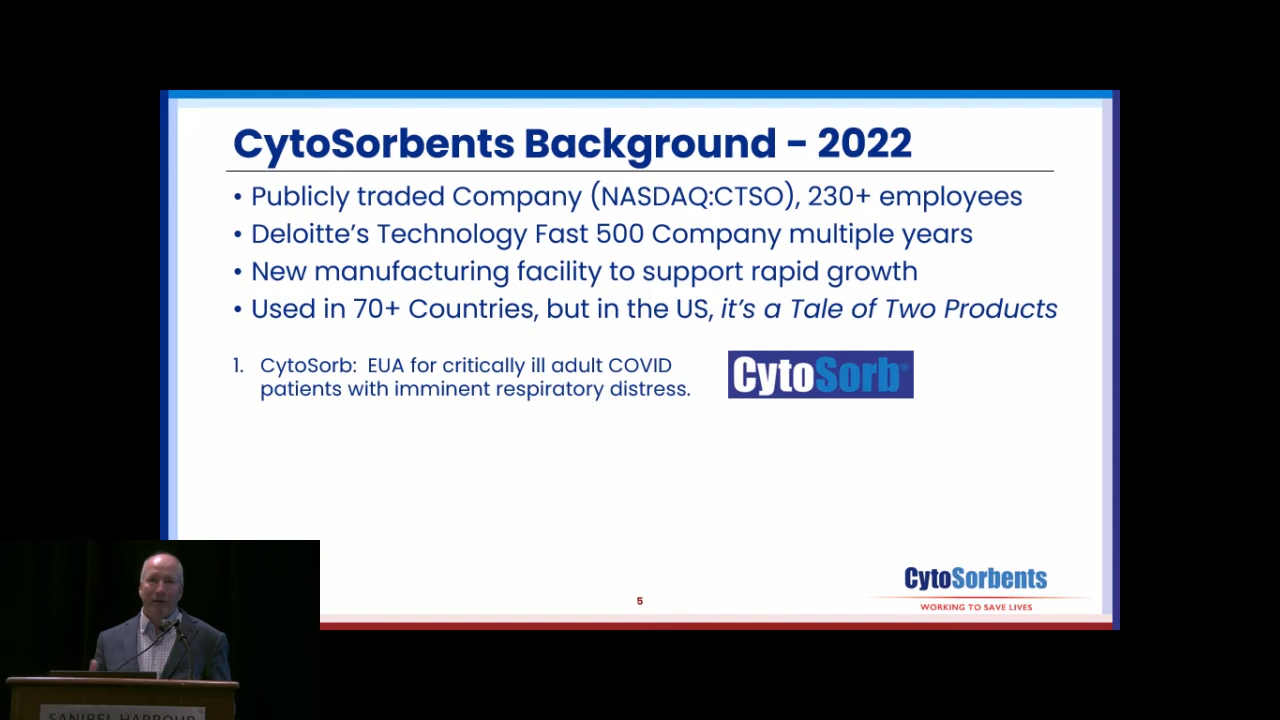 CytoSorbents Background - 2022
• Publicly traded Company (NASDAQ:CTSO), 230+ employees
• Deloitte’s Technology Fast 500 Company multiple years
• New manufacturing facility to support rapid growth
• Used in 70+ Countries, but in the US, it’s a Tale of Two Products
1. CytoSorb: EUA for critically ill adult COVID
patients with imminent respiratory distress.
CytoSorb®
CytoSorbents
WORKING TO SAVE LIVES
5
SANIBEL HARBOUR